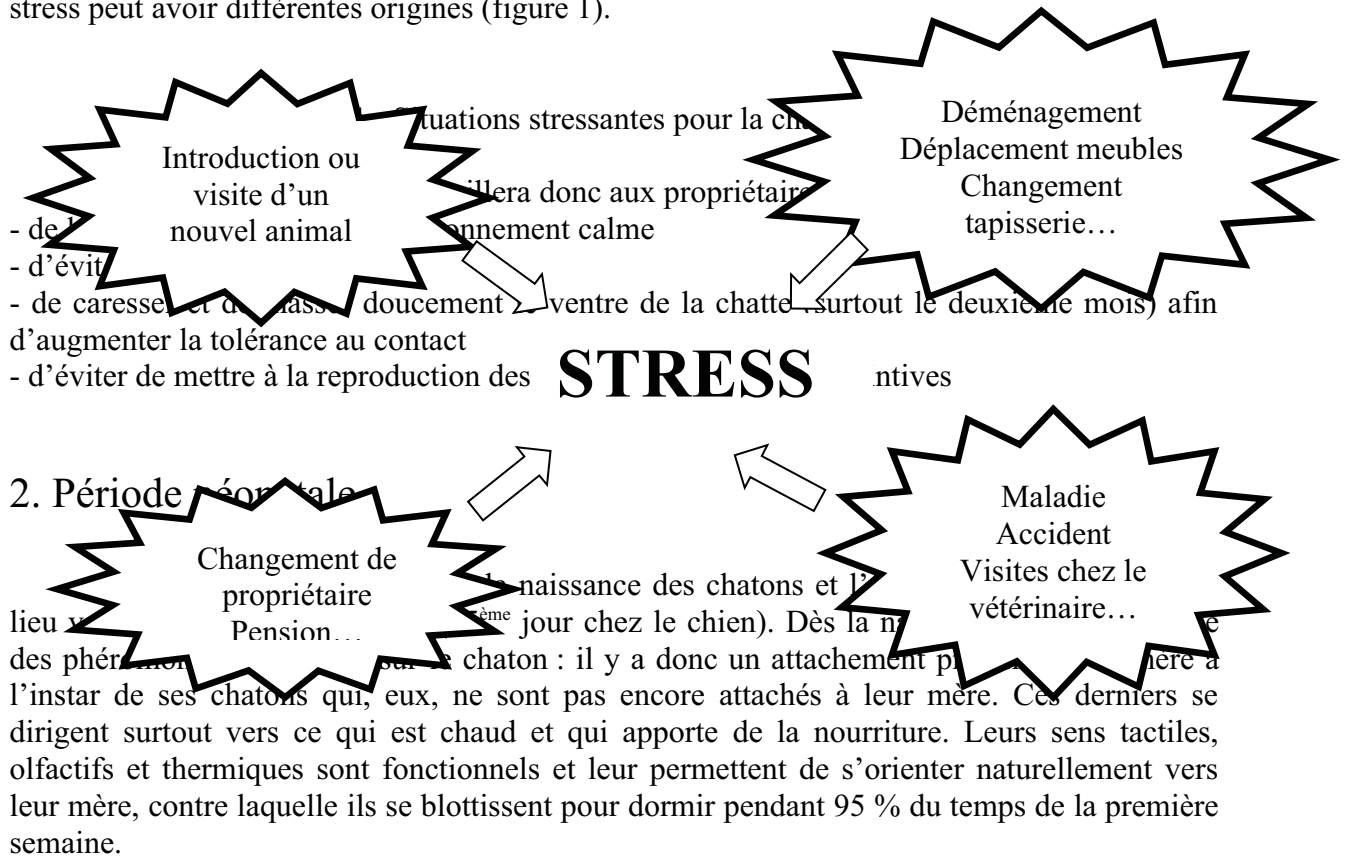 stress peut avoir différentes origines (figure 1).
tuations stressantes pour la
Introduction ou
visite d’un
nouvel animal
Déménagement
Déplacement meubles
Changement
tapisserie…
illera donc aux propriétaire
- de onnement calme
- d’évit
- de doucement ventre de la chatte surtout le deuxième mois) afin
d’augmenter la tolérance au contact
- d’éviter de mettre à la reproduction des ntives
STRESS
2. Période néonatale
Changement de
propriétaire
Pension…
Maladie
Accident
Visites chez le
vétérinaire…
naissance des chatons et l’
lieu ème jour chez le chien). Dès la
des chaton : il y a donc un attachement
l’instar de ses chatons qui, eux, ne sont pas encore attachés à leur mère. Ces derniers se
dirigent surtout vers ce qui est chaud et qui apporte de la nourriture. Leurs sens tactiles,
olfactifs et thermiques sont fonctionnels et leur permettent de s’orienter naturellement vers
leur mère, contre laquelle ils se blottissent pour dormir pendant 95 % du temps de la première
semaine.